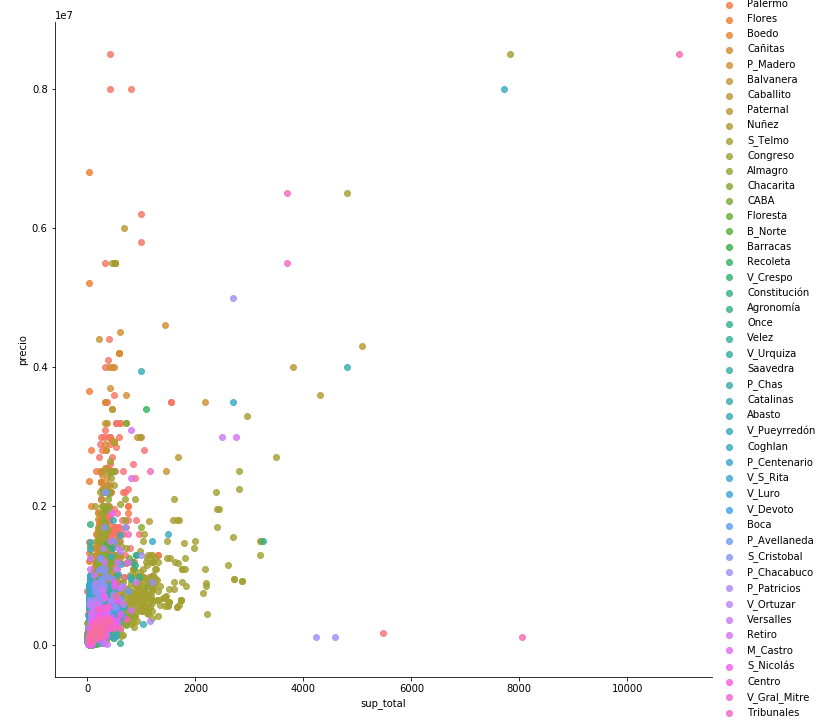 1e7
0.8
0.6
0.4
0.2
0.0
precio
0
2000
4000
6000
8000
10000
sup_total
Palermo
Flores
Boedo
Cañitas
P_Madero
Balvanera
Caballito
Paternal
Nuñez
S_Telmo
Congreso
Almagro
Chacarita
CABA
Floresta
B_Norte
Barracas
Recoleta
V_Crespo
Constitución
Agronomía
Once
Velez
V_Urquiza
Saavedra
P_Chas
Catalinas
Abasto
V_Pueyrredón
Coghlan
P_Centenario
V_S_Rita
V_Luro
V_Devoto
Boca
P_Avellaneda
S_Cristobal
P_Chacabuco
P_Patricios
V_Ortuzar
Versalles
Retiro
M_Castro
S_Nicolás
Centro
V_Gral_Mitre
Tribunales